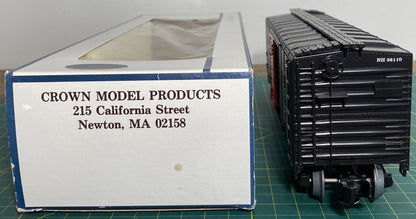 CROWN MODEL PRODUCTS
215 California Street
Newton, MA 02158
NH 36110